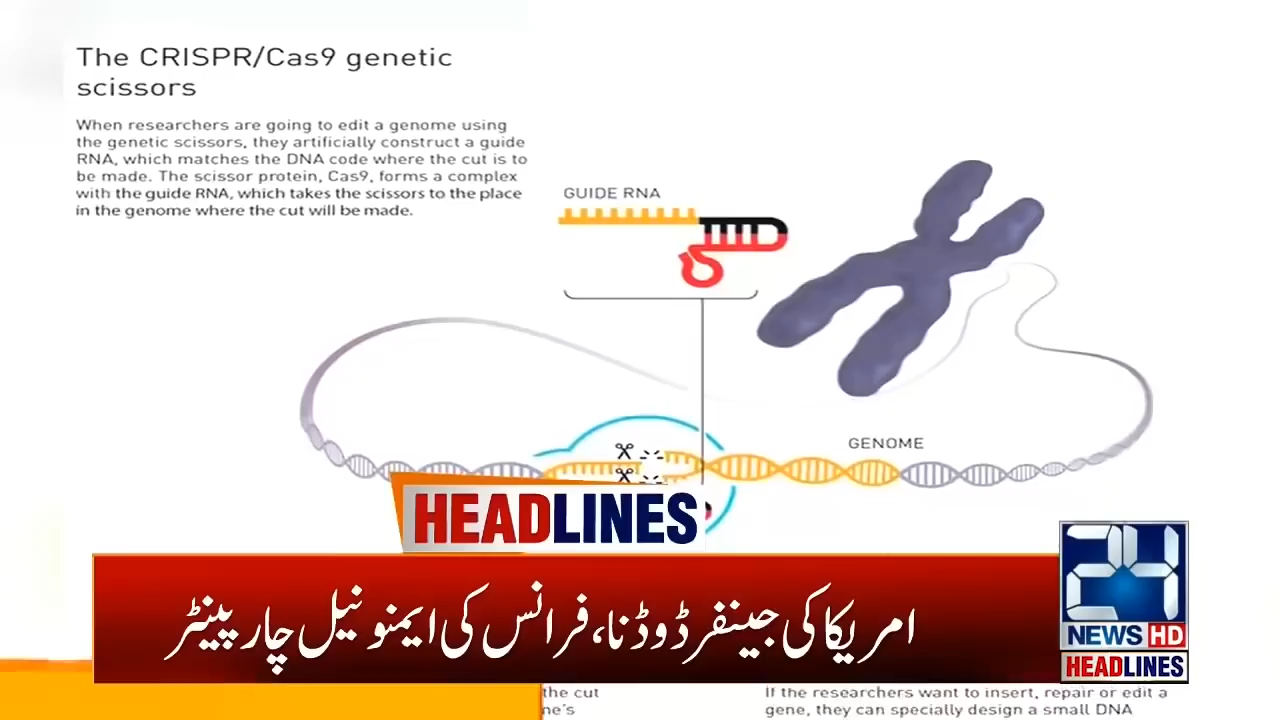 The CRISPR/Cas9 genetic
scissors
When researchers are going to edit a genome using
the genetic scissors, they artificially construct a guide
RNA, which matches the DNA code where the cut is to
be made. The scissor protein, Cas9, forms a complex
with the guide RNA, which takes the scissors to the place
in the genome where the cut will be made.
GUIDE RNA
GENOME
HEADLINES
امریکا کی جینفر ڈوڈنا، فرانس کی ایمنوئیل چارپینٹر
24
NEWS HD
HEADLINES
the cut
ne's
If the researchers want to insert, repair or edit a
gene, they can specially design a small DNA